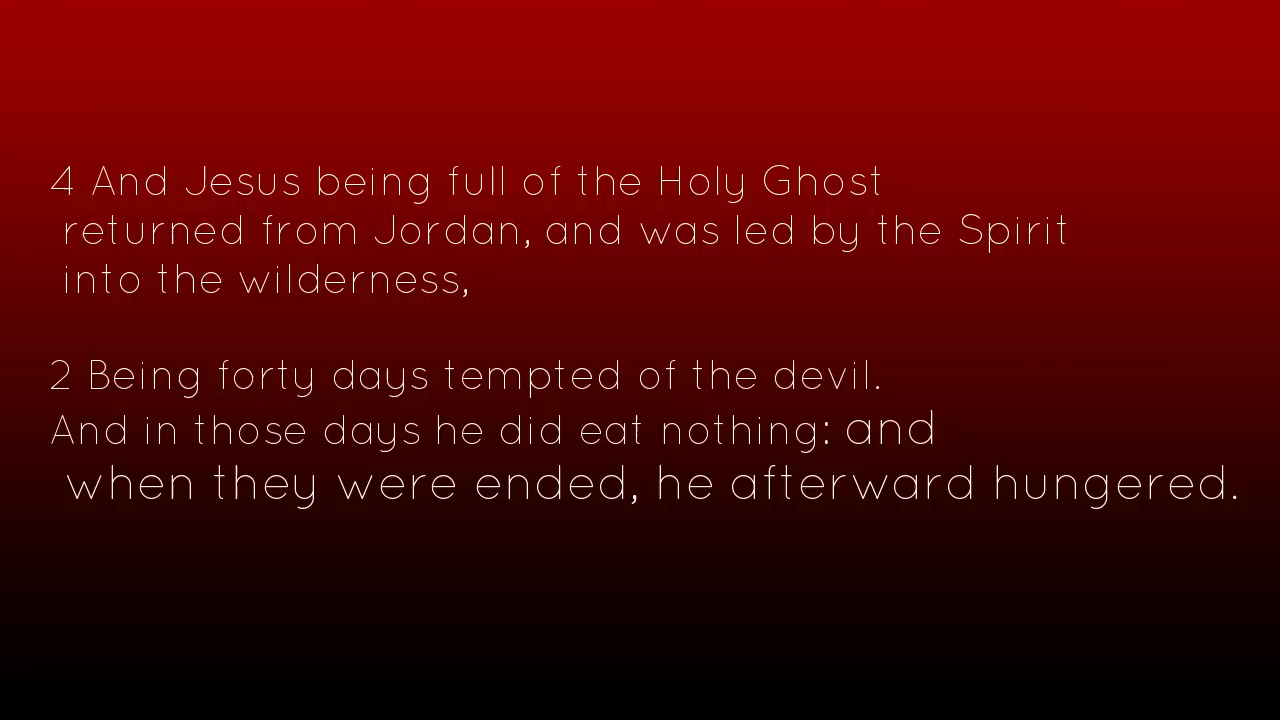 4 And Jesus being full of the Holy Ghost
returned from Jordan, and was led by the Spirit
into the wilderness,
2 Being forty days tempted of the devil.
And in those days he did eat nothing: and
when they were ended, he afterward hungered.